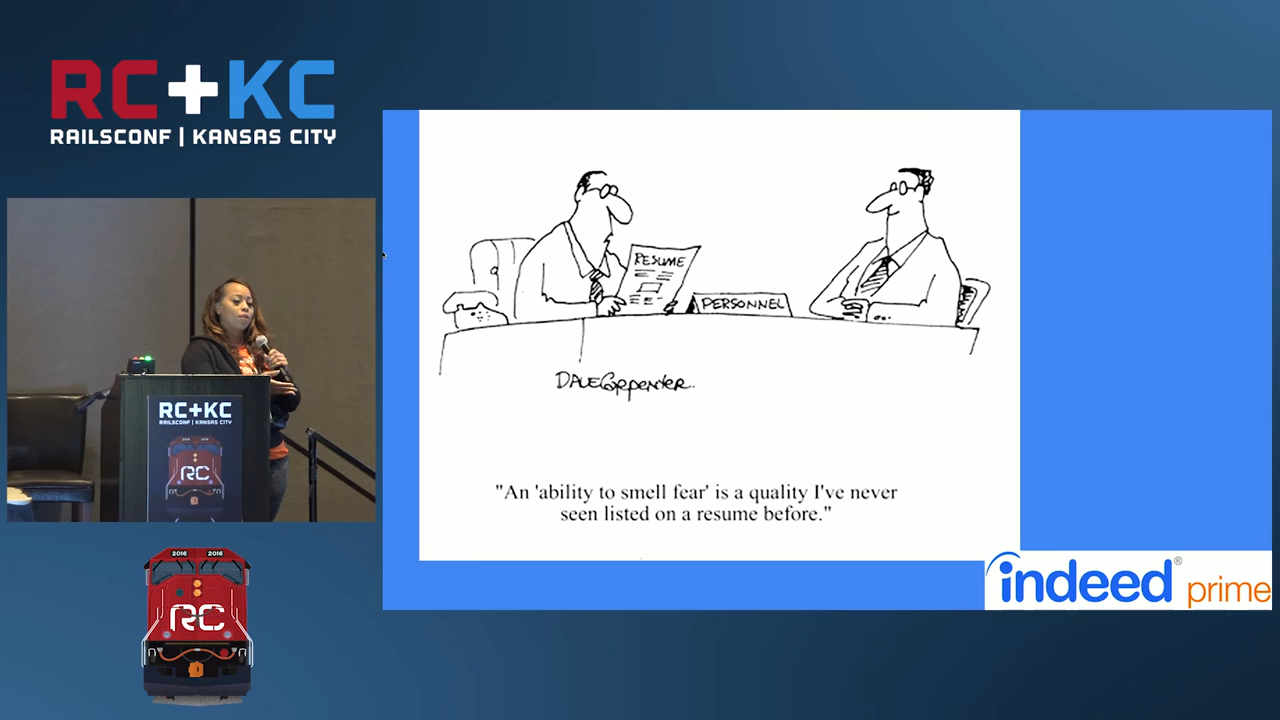 RC+KC
RAILSCONF | KANSAS CITY
RESUME
PERSONNEL
DAVE CARPENTER.
"An 'ability to smell fear' is a quality I've never
seen listed on a resume before."
indeed® prime
RC+KC
RAILSCONF | KANSAS CITY
RC
2016 2016
RC